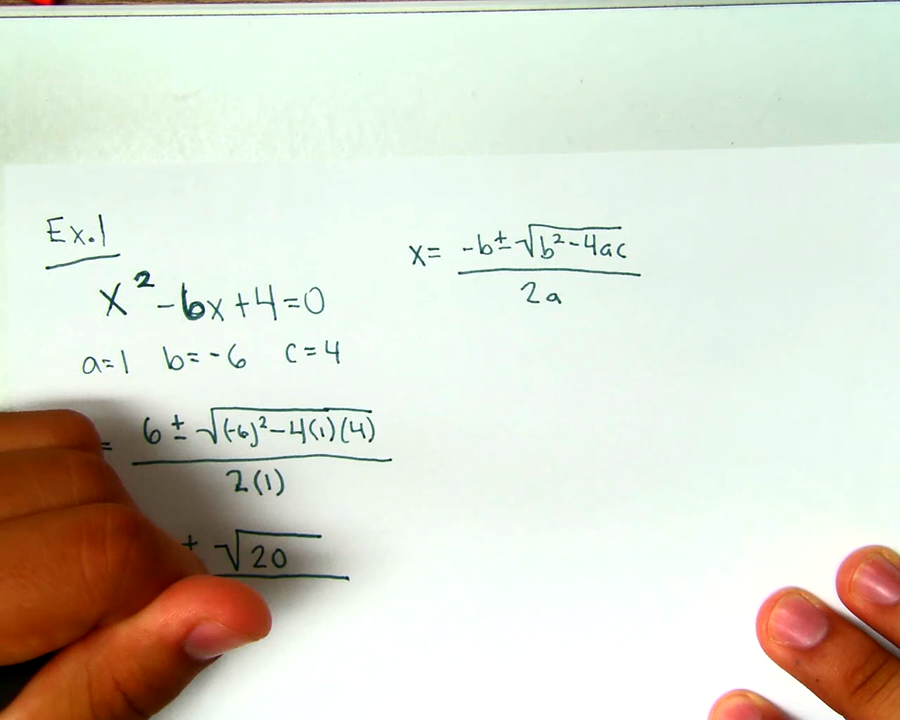 Ex.1
x² - 6x + 4 = 0
a=1 b=-6 c=4
= 6 ± √(-6)² - 4(1)(4)
2(1)
± √20
x= -b ± √b² - 4ac
2a